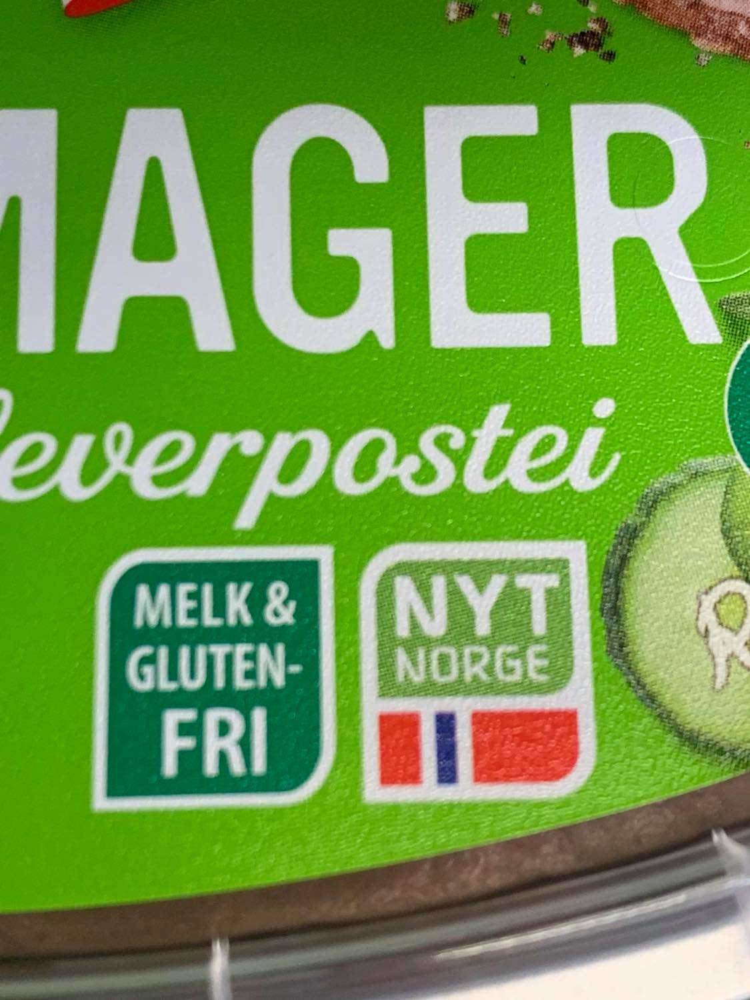 MAGER
leverpostei
MELK &
GLUTEN-
FRI
NYT
NORGE